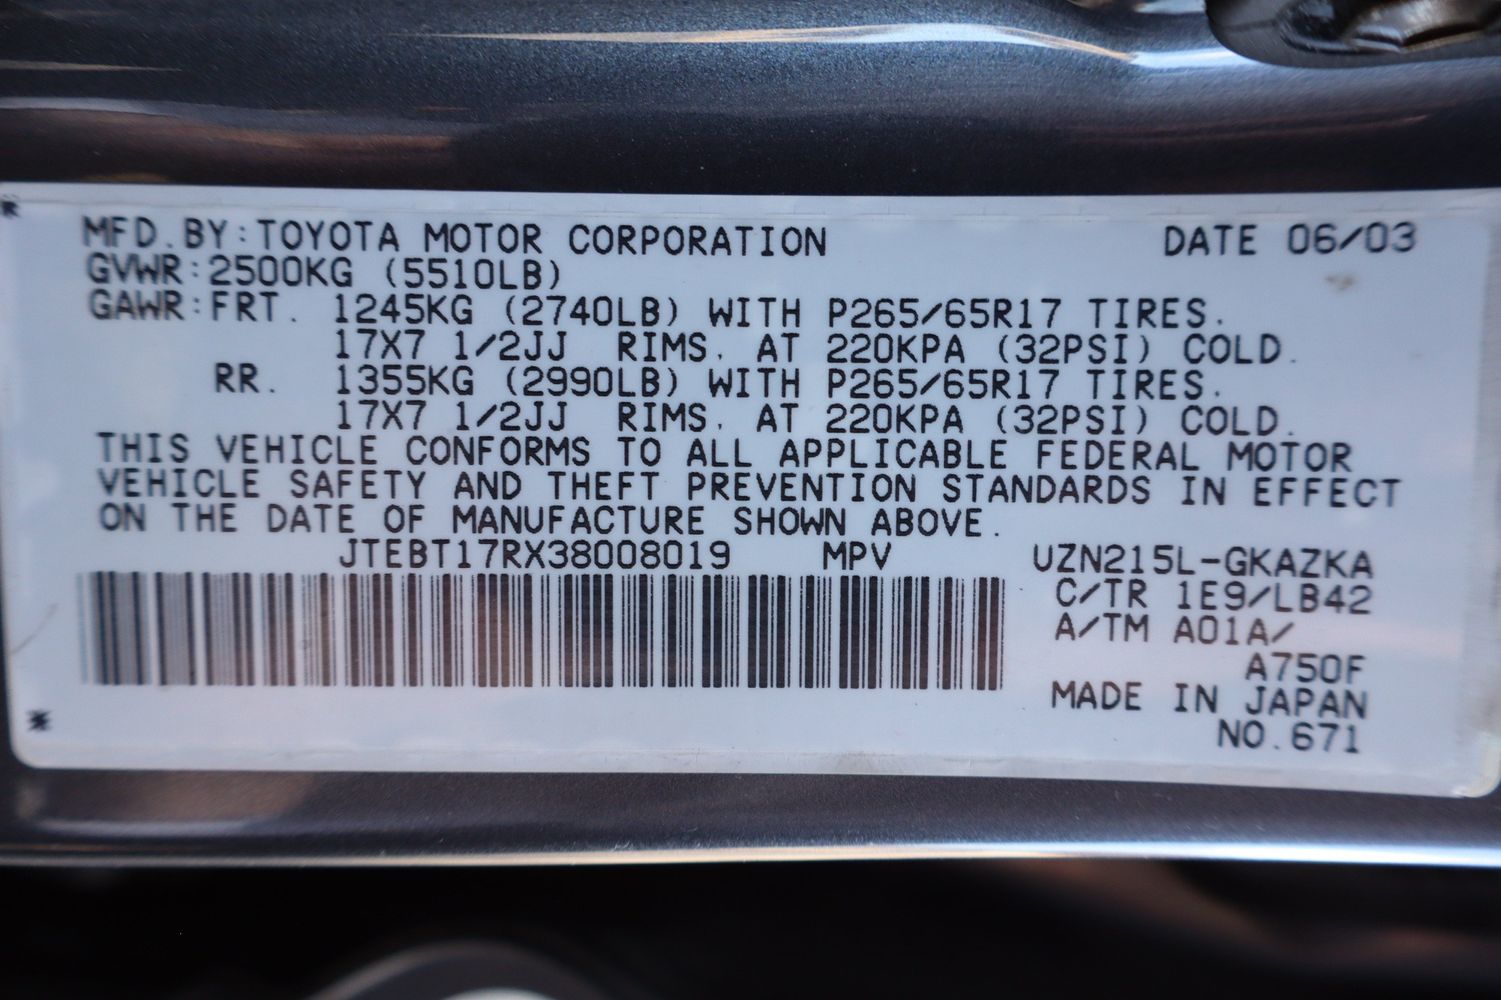 MFD.BY:TOYOTA MOTOR CORPORATION DATE 06/03
GVWR:2500KG (5510LB)
GAWR:FRT. 1245KG (2740LB) WITH P265/65R17 TIRES.
17X7 1/2JJ RIMS. AT 220KPA (32PSI) COLD.
RR. 1355KG (2990LB) WITH P265/65R17 TIRES.
17X7 1/2JJ RIMS. AT 220KPA (32PSI) COLD.
THIS VEHICLE CONFORMS TO ALL APPLICABLE FEDERAL MOTOR
VEHICLE SAFETY AND THEFT PREVENTION STANDARDS IN EFFECT
ON THE DATE OF MANUFACTURE SHOWN ABOVE.
JTEBT17RX38008019 MPV UZN215L-GKAZKA
C/TR 1E9/LB42
A/TM A01A/
A750F
MADE IN JAPAN
NO.671